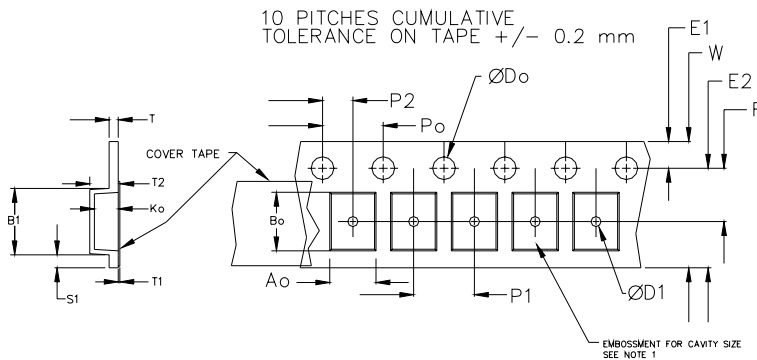 10 PITCHES CUMULATIVE
TOLERANCE ON TAPE +/- 0.2 mm
E1
W
E2
F
ØDo
P2
Po
T
COVER TAPE
T2
Ko
B1
Bo
S1
T1
Ao
P1
ØD1
EMBOSSMENT FOR CAVITY SIZE
SEE NOTE 1